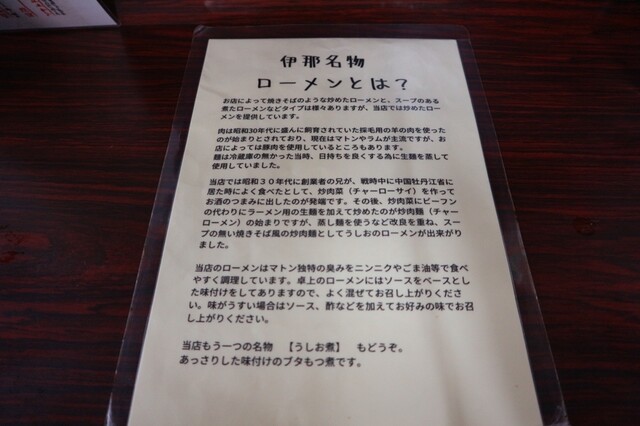 伊那名物
ローメンとは？
お店によって焼きそばのような炒めたローメンと、スープのある
煮たローメンなどタイプは様々ありますが、当店では炒めたロー
メンを提供しています。
肉は昭和30年代に盛んに飼育されていた採毛用の羊の肉を使った
のが始まりとされており、現在はマトンやラムが主流ですが、お
店によっては豚肉を使用しているところもあります。
麺は冷蔵庫の無かった当時、日持ちを良くする為に生麺を蒸して
使用していました。
当店では昭和３０年代に創業者の兄が、戦時中に中国牡丹江省に
居た時によく食べたとして、炒肉菜（チャーローサイ）を作って
お酒のつまみに出したのが発端です。その後、炒肉菜にビーフン
の代わりにラーメン用の生麺を加えて炒めたのが炒肉麺（チャー
ローメン）の始まりですが、蒸し麺を使うなど改良を重ね、スー
プの無い焼きそば風の炒肉麺としてうしおのローメンが出来がり
ました。
当店のローメンはマトン独特の臭みをニンニクやごま油等で食べ
やすく調理しています。卓上のローメンにはソースをベースとし
た味付けをしてありますので、よく混ぜてお召し上がりくださ
い。味がうすい場合はソース、酢などを加えてお好みの味でお召
し上がりください。
当店もう一つの名物　【うしお煮】　もどうぞ。
あっさりした味付けのブタもつ煮です。